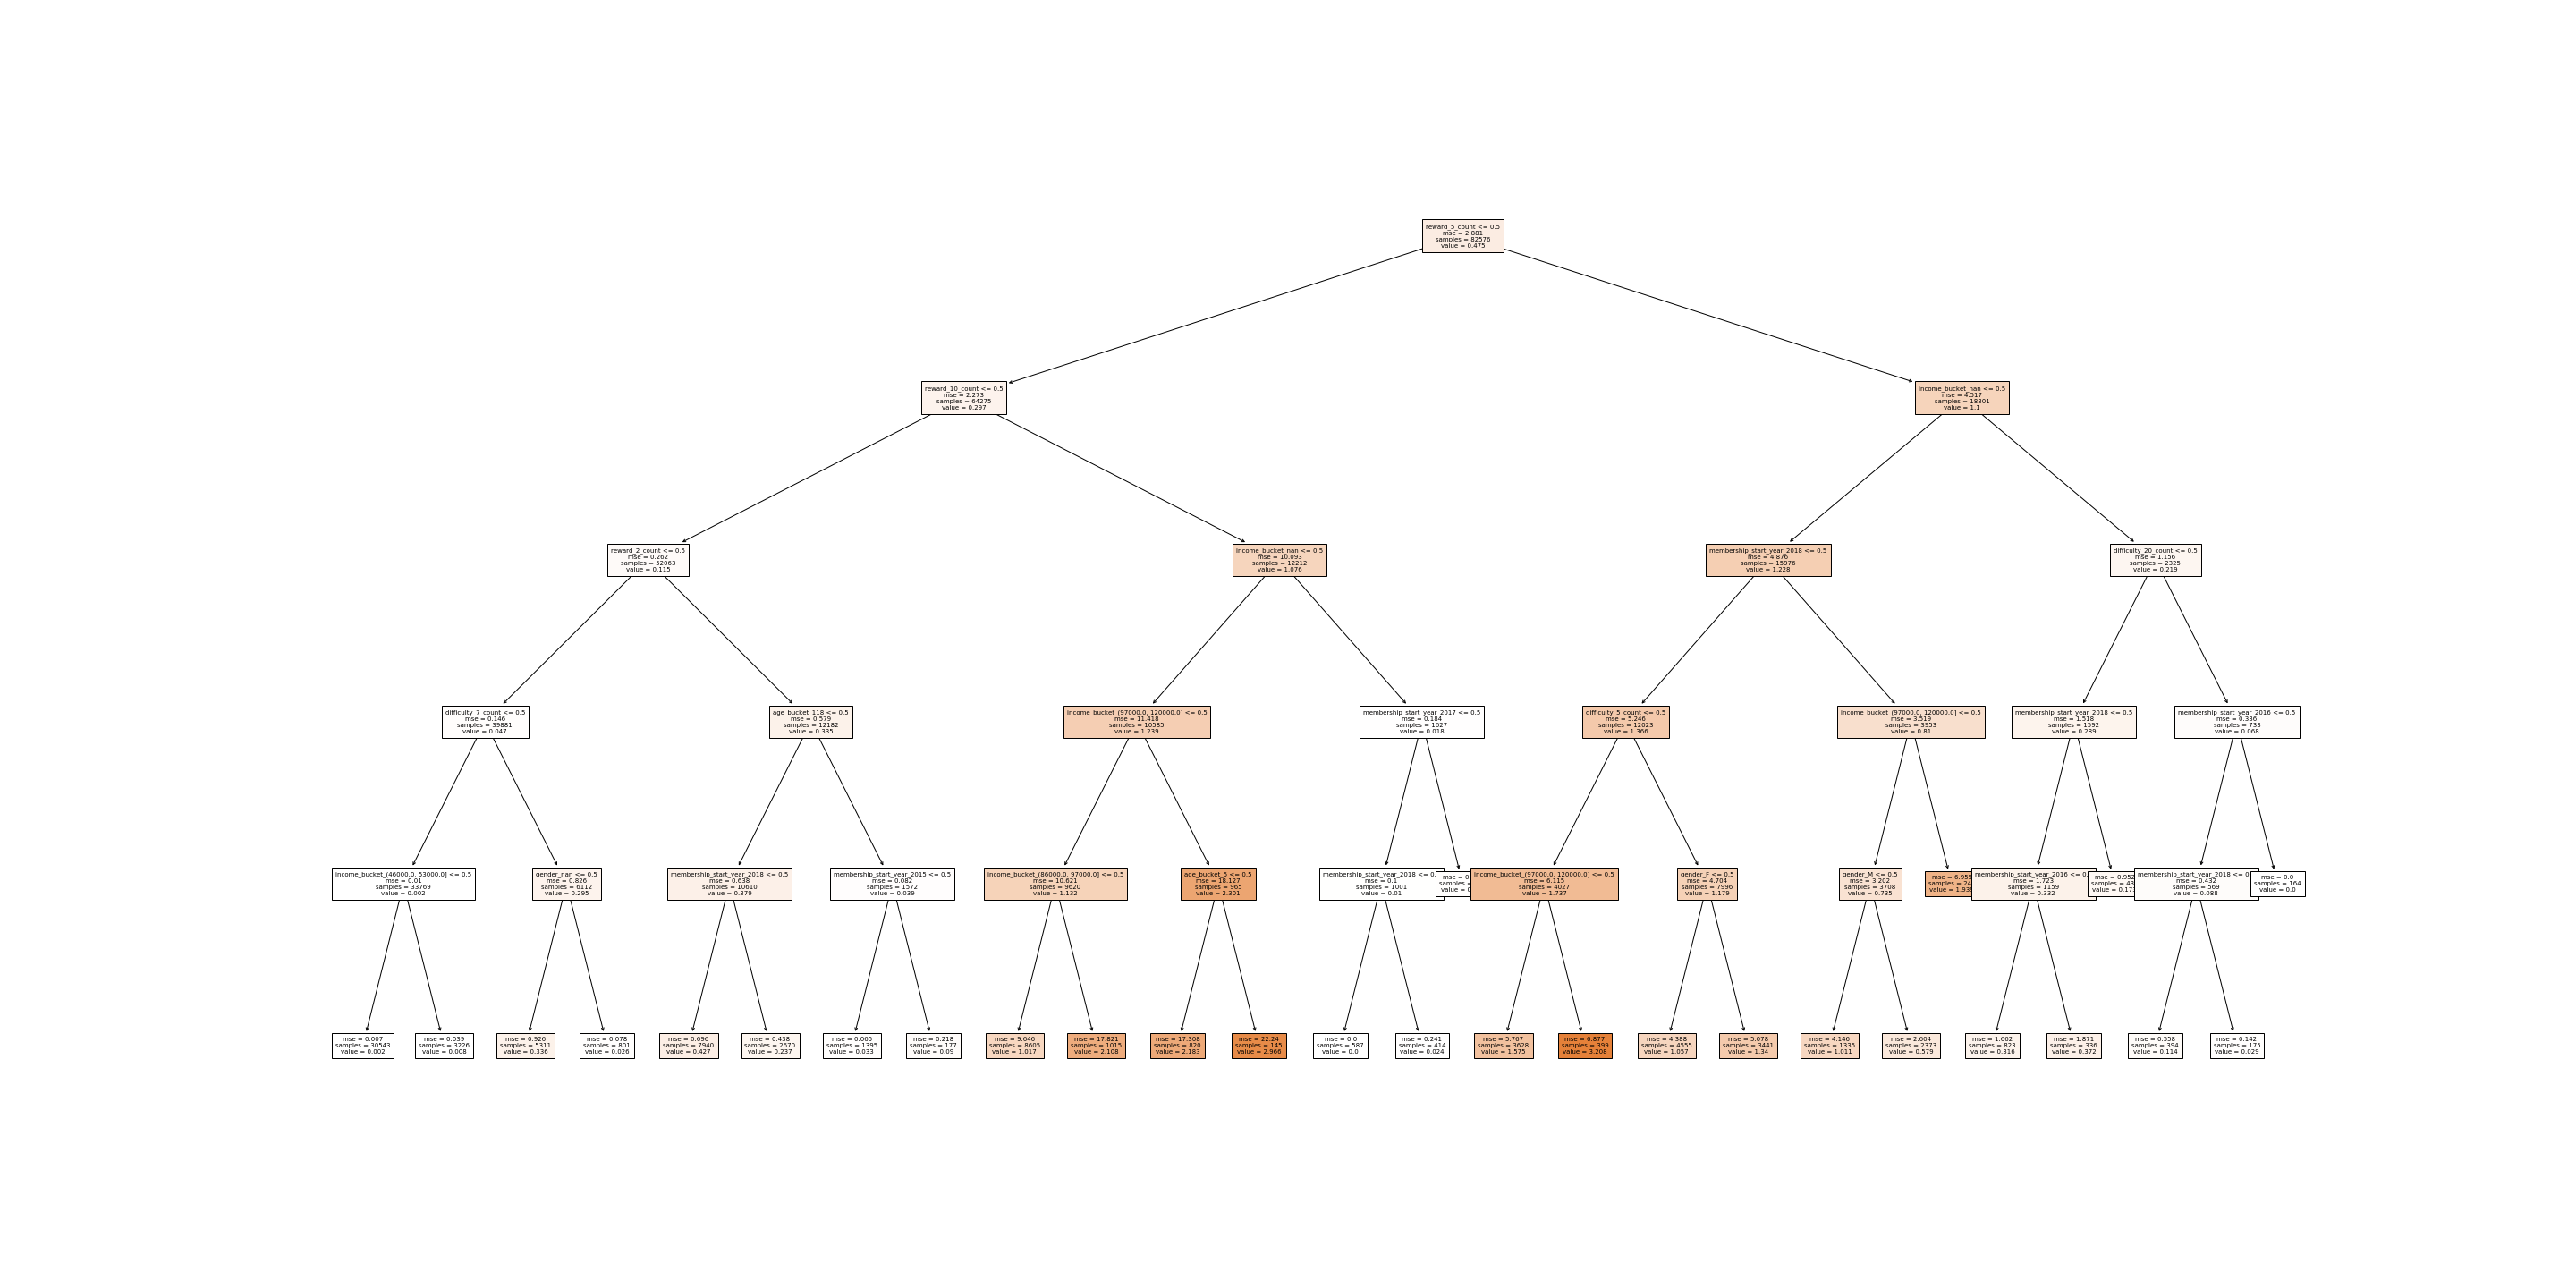 reward_5_count <= 0.5
mse = 2.881
samples = 82576
value = 0.475
reward_10_count <= 0.5
mse = 2.273
samples = 64275
value = 0.297
income_bucket_nan <= 0.5
mse = 4.517
samples = 18301
value = 1.1
reward_2_count <= 0.5
mse = 0.262
samples = 52063
value = 0.115
income_bucket_nan <= 0.5
mse = 10.093
samples = 12212
value = 1.076
membership_start_year_2018 <= 0.5
mse = 4.876
samples = 15976
value = 1.228
difficulty_20_count <= 0.5
mse = 1.156
samples = 2325
value = 0.219
difficulty_7_count <= 0.5
mse = 0.146
samples = 39881
value = 0.047
age_bucket_118 <= 0.5
mse = 0.579
samples = 12182
value = 0.335
income_bucket_(97000.0, 120000.0] <= 0.5
mse = 11.418
samples = 10585
value = 1.239
membership_start_year_2017 <= 0.5
mse = 0.184
samples = 1627
value = 0.018
difficulty_5_count <= 0.5
mse = 5.246
samples = 12023
value = 1.366
income_bucket_(97000.0, 120000.0] <= 0.5
mse = 3.519
samples = 3953
value = 0.81
membership_start_year_2018 <= 0.5
mse = 1.518
samples = 1592
value = 0.289
membership_start_year_2016 <= 0.5
mse = 0.336
samples = 733
value = 0.068
income_bucket_(46000.0, 53000.0] <= 0.5
mse = 0.01
samples = 33769
value = 0.002
gender_nan <= 0.5
mse = 0.826
samples = 6112
value = 0.295
membership_start_year_2018 <= 0.5
mse = 0.638
samples = 10610
value = 0.379
membership_start_year_2015 <= 0.5
mse = 0.082
samples = 1572
value = 0.039
income_bucket_(86000.0, 97000.0] <= 0.5
mse = 10.621
samples = 9620
value = 1.132
age_bucket_5 <= 0.5
mse = 18.127
samples = 965
value = 2.301
membership_start_year_2018 <=
mse = 0.1
samples = 1001
value = 0.01
mse =
samples =
value =
income_bucket_(97000.0, 120000.0] <= 0.5
mse = 6.115
samples = 4027
value = 1.737
gender_F <= 0.5
mse = 4.704
samples = 7996
value = 1.179
gender_M <= 0.5
mse = 3.202
samples = 3708
value = 0.735
mse = 6.955
samples =
value =
membership_start_year_2016 <=
mse = 1.723
samples = 1159
value = 0.332
mse = 0.952
samples =
value =
membership_start_year_2018 <=
mse = 0.432
samples = 569
value = 0.088
mse = 0.0
samples = 164
value = 0.0
mse = 0.007
samples = 30543
value = 0.002
mse = 0.039
samples = 3226
value = 0.008
mse = 0.926
samples = 5311
value = 0.336
mse = 0.078
samples = 801
value = 0.026
mse = 0.696
samples = 7940
value = 0.427
mse = 0.438
samples = 2670
value = 0.237
mse = 0.065
samples = 1395
value = 0.033
mse = 0.218
samples = 177
value = 0.09
mse = 9.646
samples = 8605
value = 1.017
mse = 17.821
samples = 1015
value = 2.108
mse = 17.308
samples = 820
value = 2.183
mse = 22.24
samples = 145
value = 2.966
mse = 0.0
samples = 587
value = 0.0
mse = 0.241
samples = 414
value = 0.024
mse = 5.767
samples = 3628
value = 1.575
mse = 6.877
samples = 399
value = 3.208
mse = 4.388
samples = 4555
value = 1.057
mse = 5.078
samples = 3441
value = 1.34
mse = 4.146
samples = 1335
value = 1.011
mse = 2.604
samples = 2373
value = 0.579
mse = 1.662
samples = 823
value = 0.316
mse = 1.871
samples = 336
value = 0.372
mse = 0.558
samples = 394
value = 0.114
mse = 0.142
samples = 175
value = 0.029